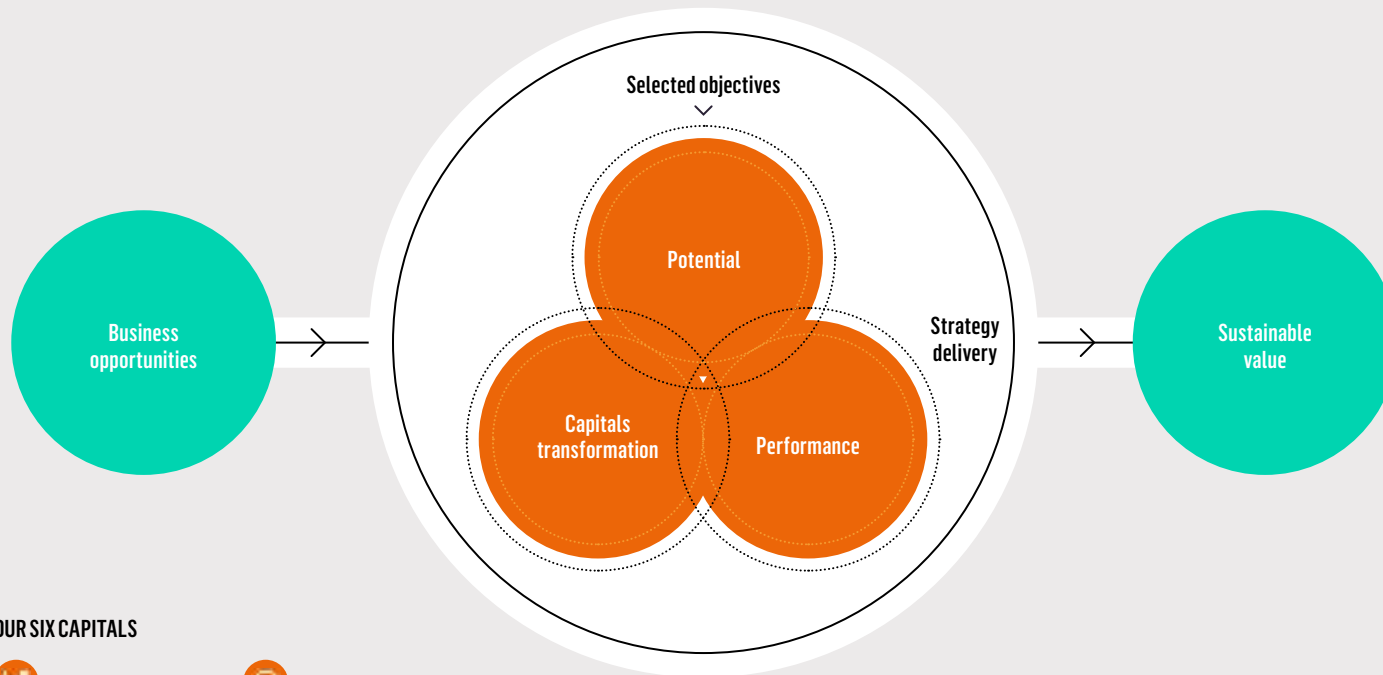 Selected objectives
Potential
Business
opportunities
Strategy
delivery
Sustainable
value
Capitals
transformation
Performance
OUR SIX CAPITALS